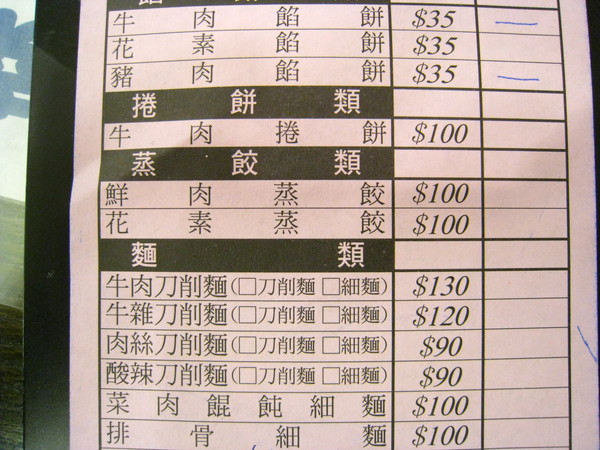 牛肉餡餅 $35
花素餡餅 $35
豬肉餡餅 $35
捲餅類
牛肉捲餅 $100
蒸餃類
鮮肉蒸餃 $100
花素蒸餃 $100
麵類
牛肉刀削麵(□刀削麵 □細麵) $130
牛雜刀削麵(□刀削麵 □細麵) $120
肉絲刀削麵(□刀削麵 □細麵) $90
酸辣刀削麵(□刀削麵 □細麵) $90
菜肉餛飩細麵 $100
排骨細麵 $100